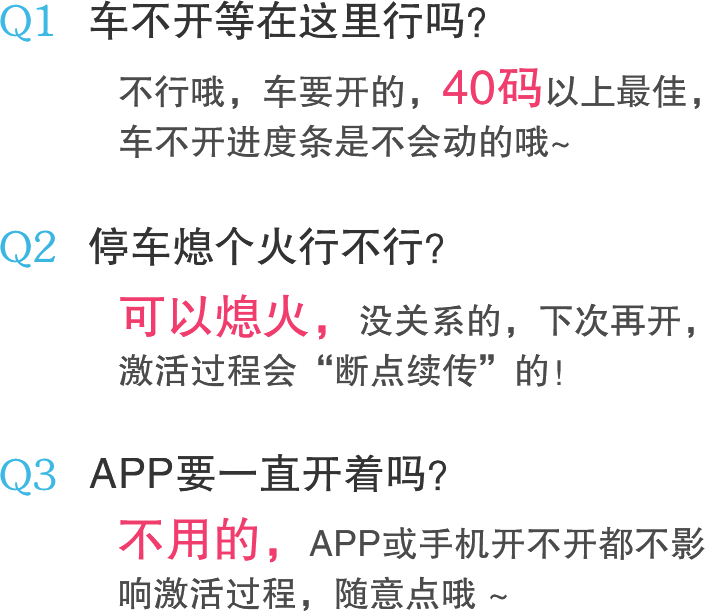 Q1 车不开等在这里行吗?
不行哦，车要开的，40码以上最佳，
车不开进度条是不会动的哦~
Q2 停车熄个火行不行?
可以熄火，没关系的，下次再开，
激活过程会“断点续传”的!
Q3 APP要一直开着吗?
不用的，APP或手机开不开都不影
响激活过程，随意点哦 ~